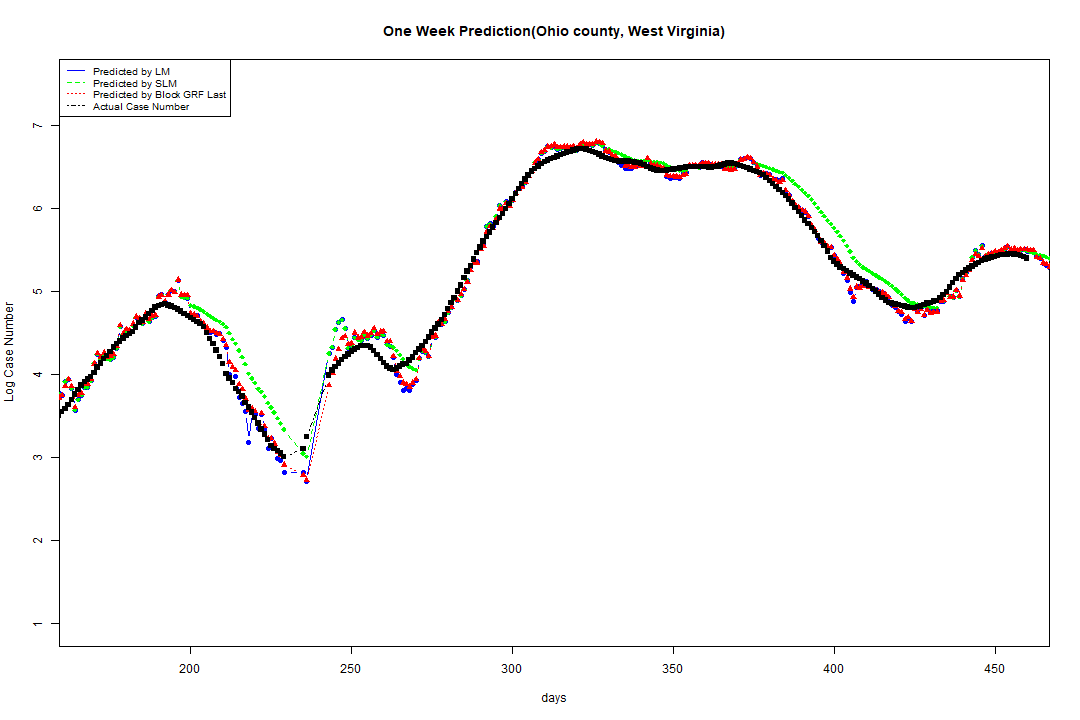 One Week Prediction(Ohio county, West Virginia)
Predicted by LM
Predicted by SLM
Predicted by Block GRF Last
Actual Case Number
Log Case Number
7
6
5
4
3
2
1
200 250 300 350 400 450
days